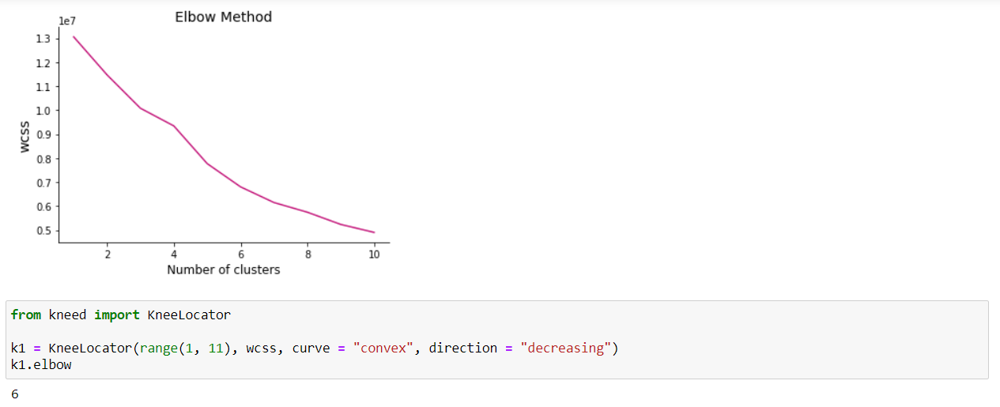 Elbow Method
1e7
1.3
1.2
1.1
1.0
0.9
0.8
0.7
0.6
0.5
WCSS
2 4 6 8 10
Number of clusters
from kneed import KneeLocator
k1 = KneeLocator(range(1, 11), wcss, curve = "convex", direction = "decreasing")
k1.elbow
6